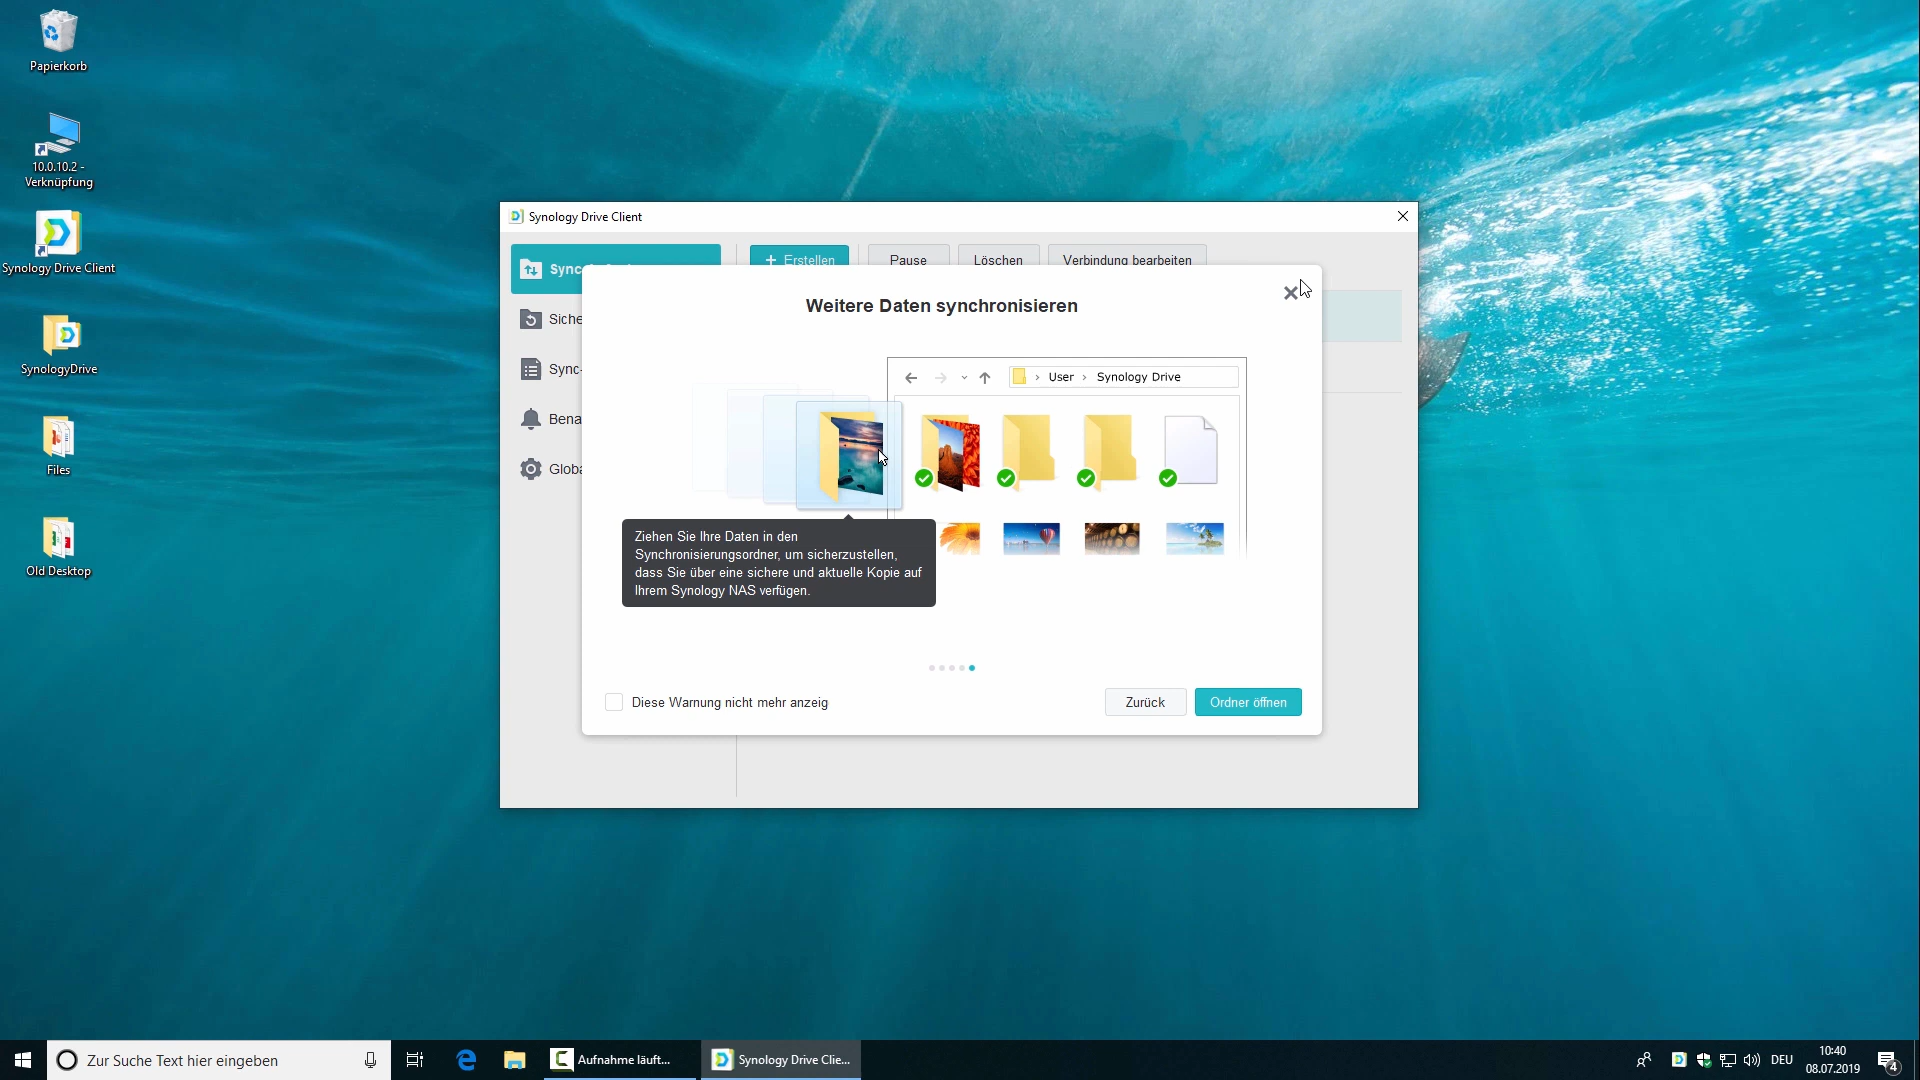 Papierkorb
10.0.10.2 -
Verknüpfung
Synology Drive Client
SynologyDrive
Files
Old Desktop
Synology Drive Client
Erstellen
Pause
Löschen
Verbindung bearbeiten
Sync
Siche
Sync-
Bena
Globa
Weitere Daten synchronisieren
User
Synology Drive
Ziehen Sie Ihre Daten in den
Synchronisierungsordner, um sicherzustellen,
dass Sie über eine sichere und aktuelle Kopie auf
Ihrem Synology NAS verfügen.
Diese Warnung nicht mehr anzeig
Zurück
Ordner öffnen
Zur Suche Text hier eingeben
Aufnahme läuft...
Synology Drive Clie...
DEU
10:40
08.07.2019
4